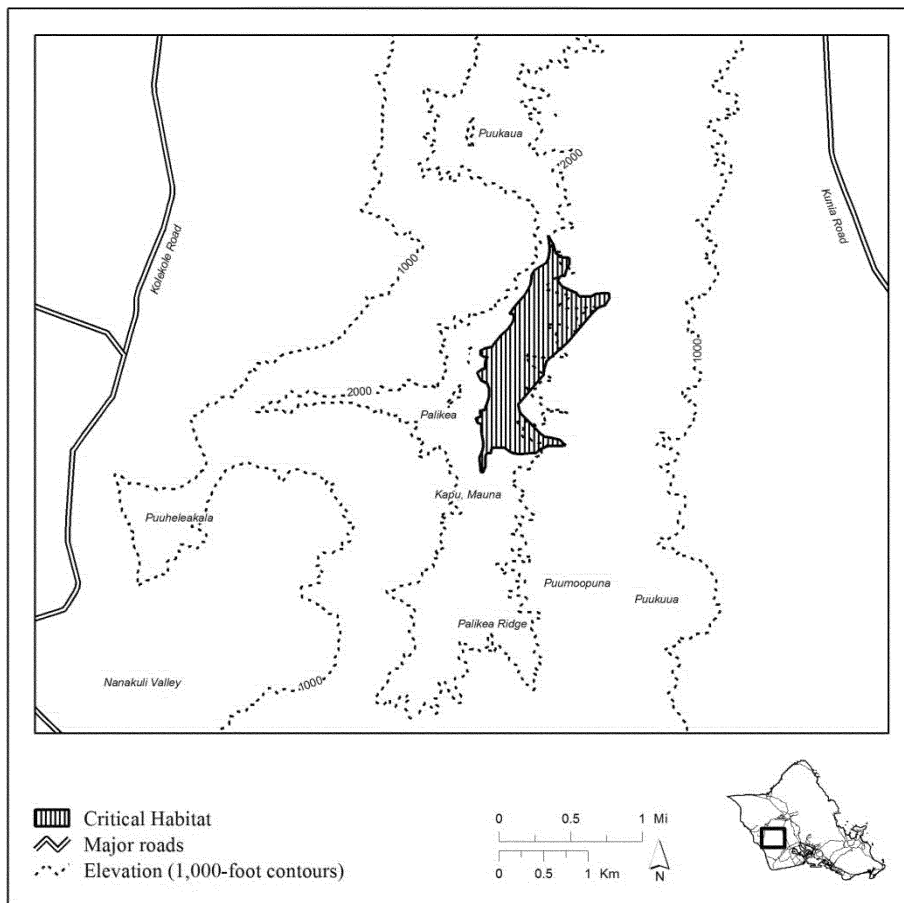 Puukaua
2000
Kunia Road
Kolekole Road
1000
1000
2000
Palikea
Kapu, Mauna
Puuheleakala
Puumoopuna
Puukuua
Palikea Ridge
Nanakuli Valley
1000
Critical Habitat
Major roads
Elevation (1,000-foot contours)
0 0.5 1 Mi
0 0.5 1 Km
N